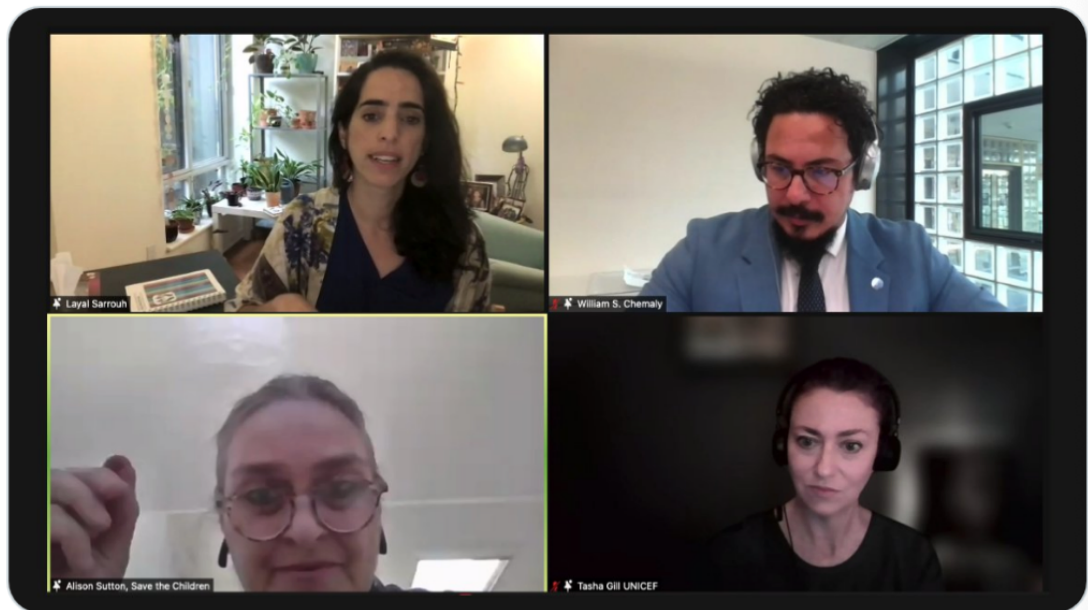 Layal Sarrouh
William S. Chemaly
Alison Sutton, Save the Children
Tasha Gill UNICEF